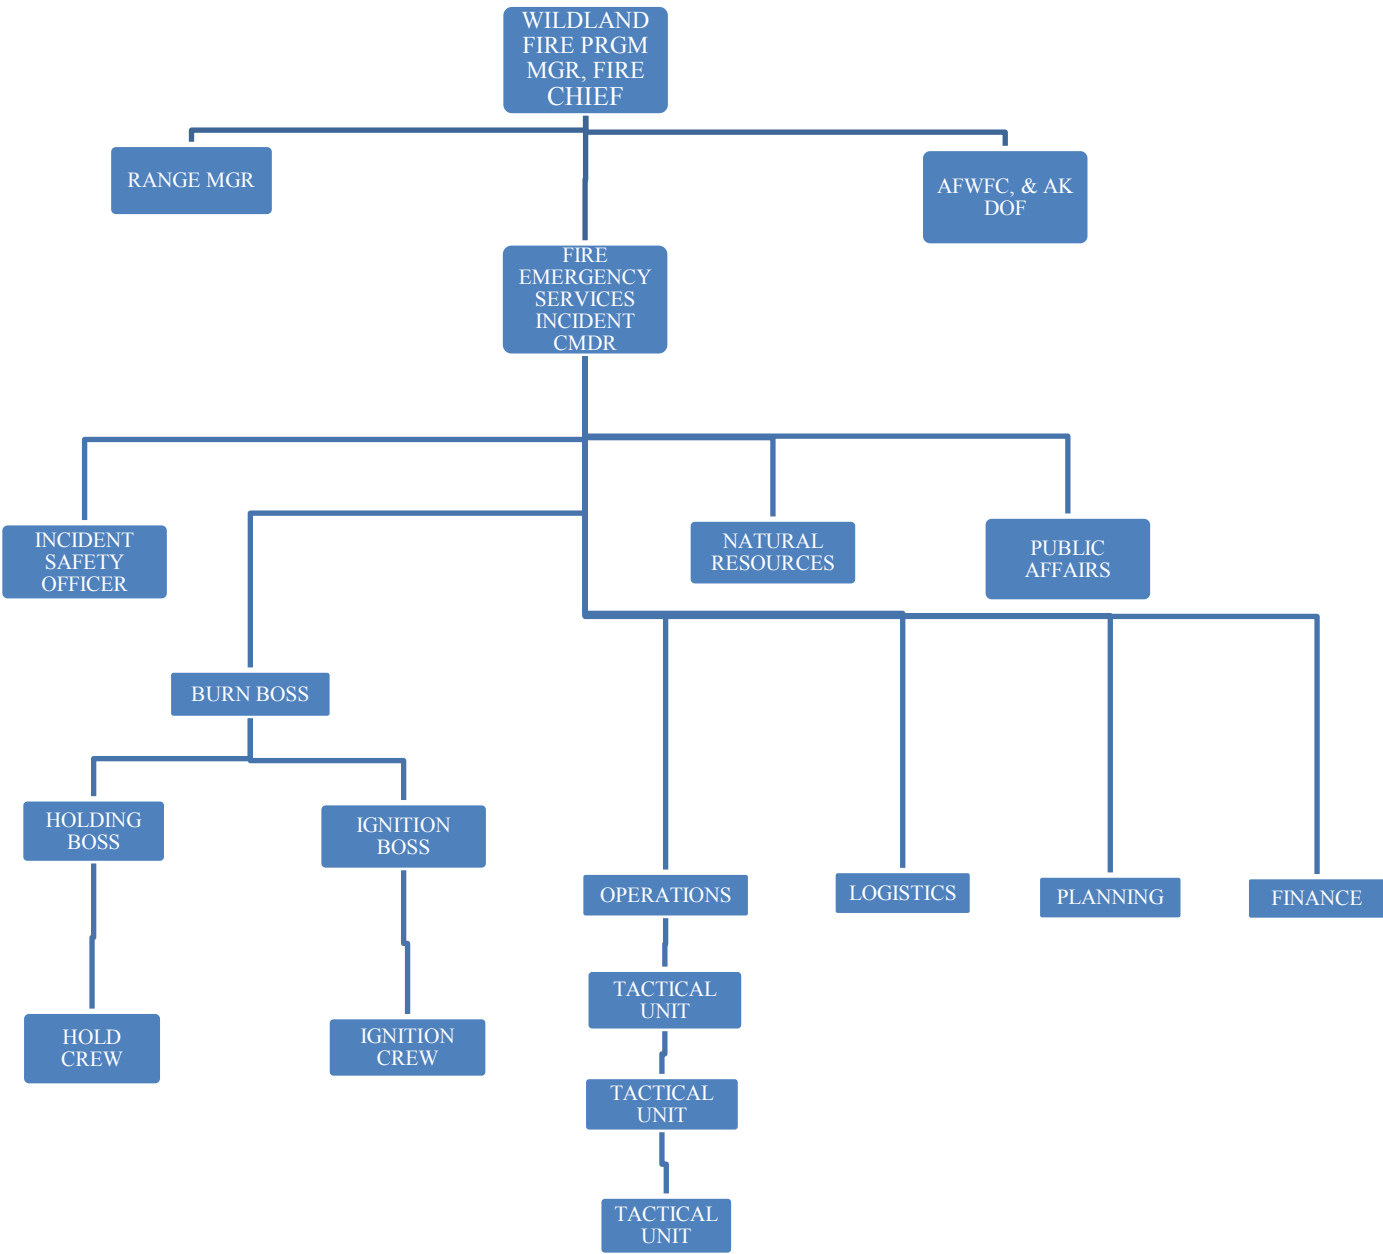 WILDLAND
FIRE PRGM
MGR, FIRE
CHIEF
RANGE MGR
AFWFC, & AK
DOF
FIRE
EMERGENCY
SERVICES
INCIDENT
CMDR
INCIDENT
SAFETY
OFFICER
NATURAL
RESOURCES
PUBLIC
AFFAIRS
BURN BOSS
HOLDING
BOSS
IGNITION
BOSS
OPERATIONS
LOGISTICS
PLANNING
FINANCE
TACTICAL
UNIT
HOLD
CREW
IGNITION
CREW
TACTICAL
UNIT
TACTICAL
UNIT